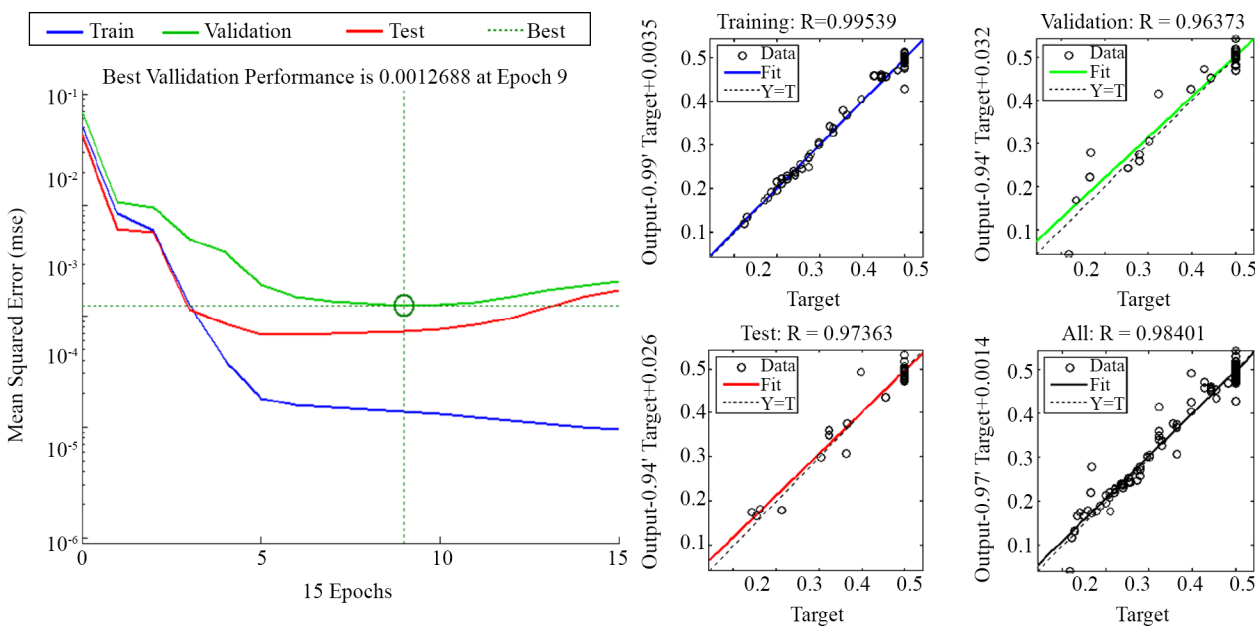 Train
Validation
Test
Best
Best Vallidation Performance is 0.0012688 at Epoch 9
Mean Squared Error (mse)
10-1
10-2
10-3
10-4
10-5
10-6
0
5
10
15
15 Epochs
Training: R=0.99539
Output-0.99' Target+0.0035
Data
Fit
Y=T
0.5
0.4
0.3
0.2
0.1
0.2
0.3
0.4
0.5
Target
Validation: R = 0.96373
Output-0.94' Target+0.032
Data
Fit
Y=T
0.5
0.4
0.3
0.2
0.1
0.2
0.3
0.4
0.5
Target
Test: R = 0.97363
Output-0.94' Target+0.026
Data
Fit
Y=T
0.5
0.4
0.3
0.2
0.1
0.2
0.3
0.4
0.5
Target
All: R = 0.98401
Output-0.97' Target+0.0014
Data
Fit
Y=T
0.5
0.4
0.3
0.2
0.1
0.2
0.3
0.4
0.5
Target